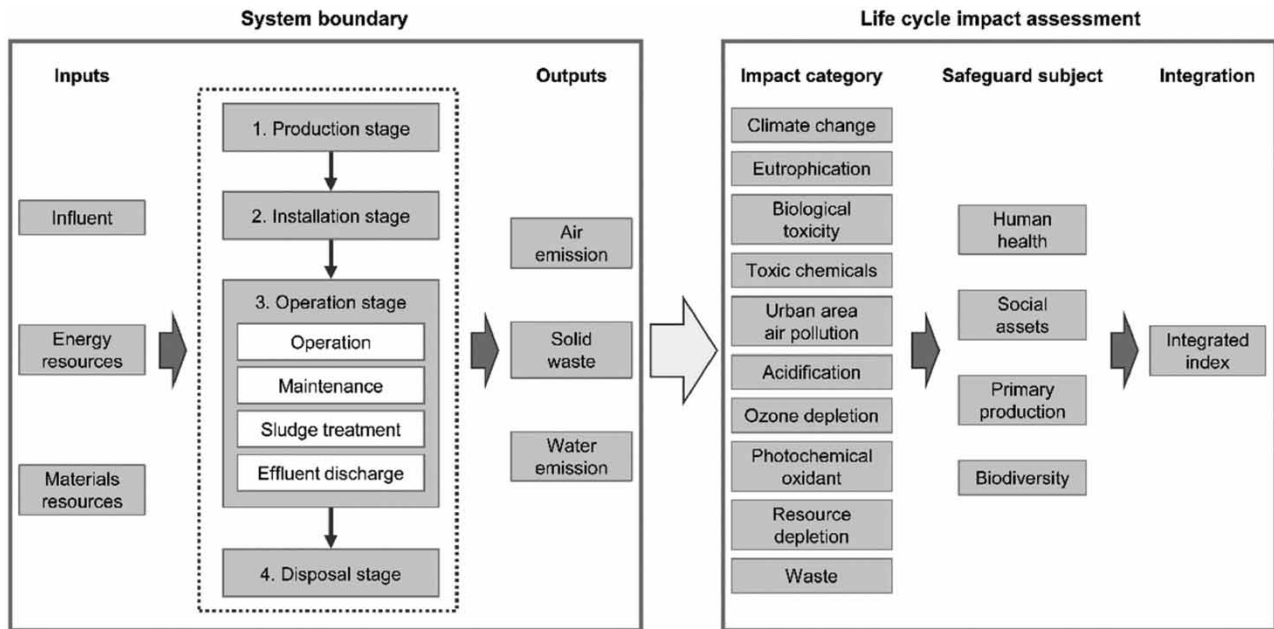 System boundary
Inputs
Influent
Energy
resources
Materials
resources
1. Production stage
2. Installation stage
3. Operation stage
Operation
Maintenance
Sludge treatment
Effluent discharge
4. Disposal stage
Outputs
Air
emission
Solid
waste
Water
emission
Life cycle impact assessment
Impact category
Climate change
Eutrophication
Biological
toxicity
Toxic chemicals
Urban area
air pollution
Acidification
Ozone depletion
Photochemical
oxidant
Resource
depletion
Waste
Safeguard subject
Human
health
Social
assets
Primary
production
Biodiversity
Integration
Integrated
index